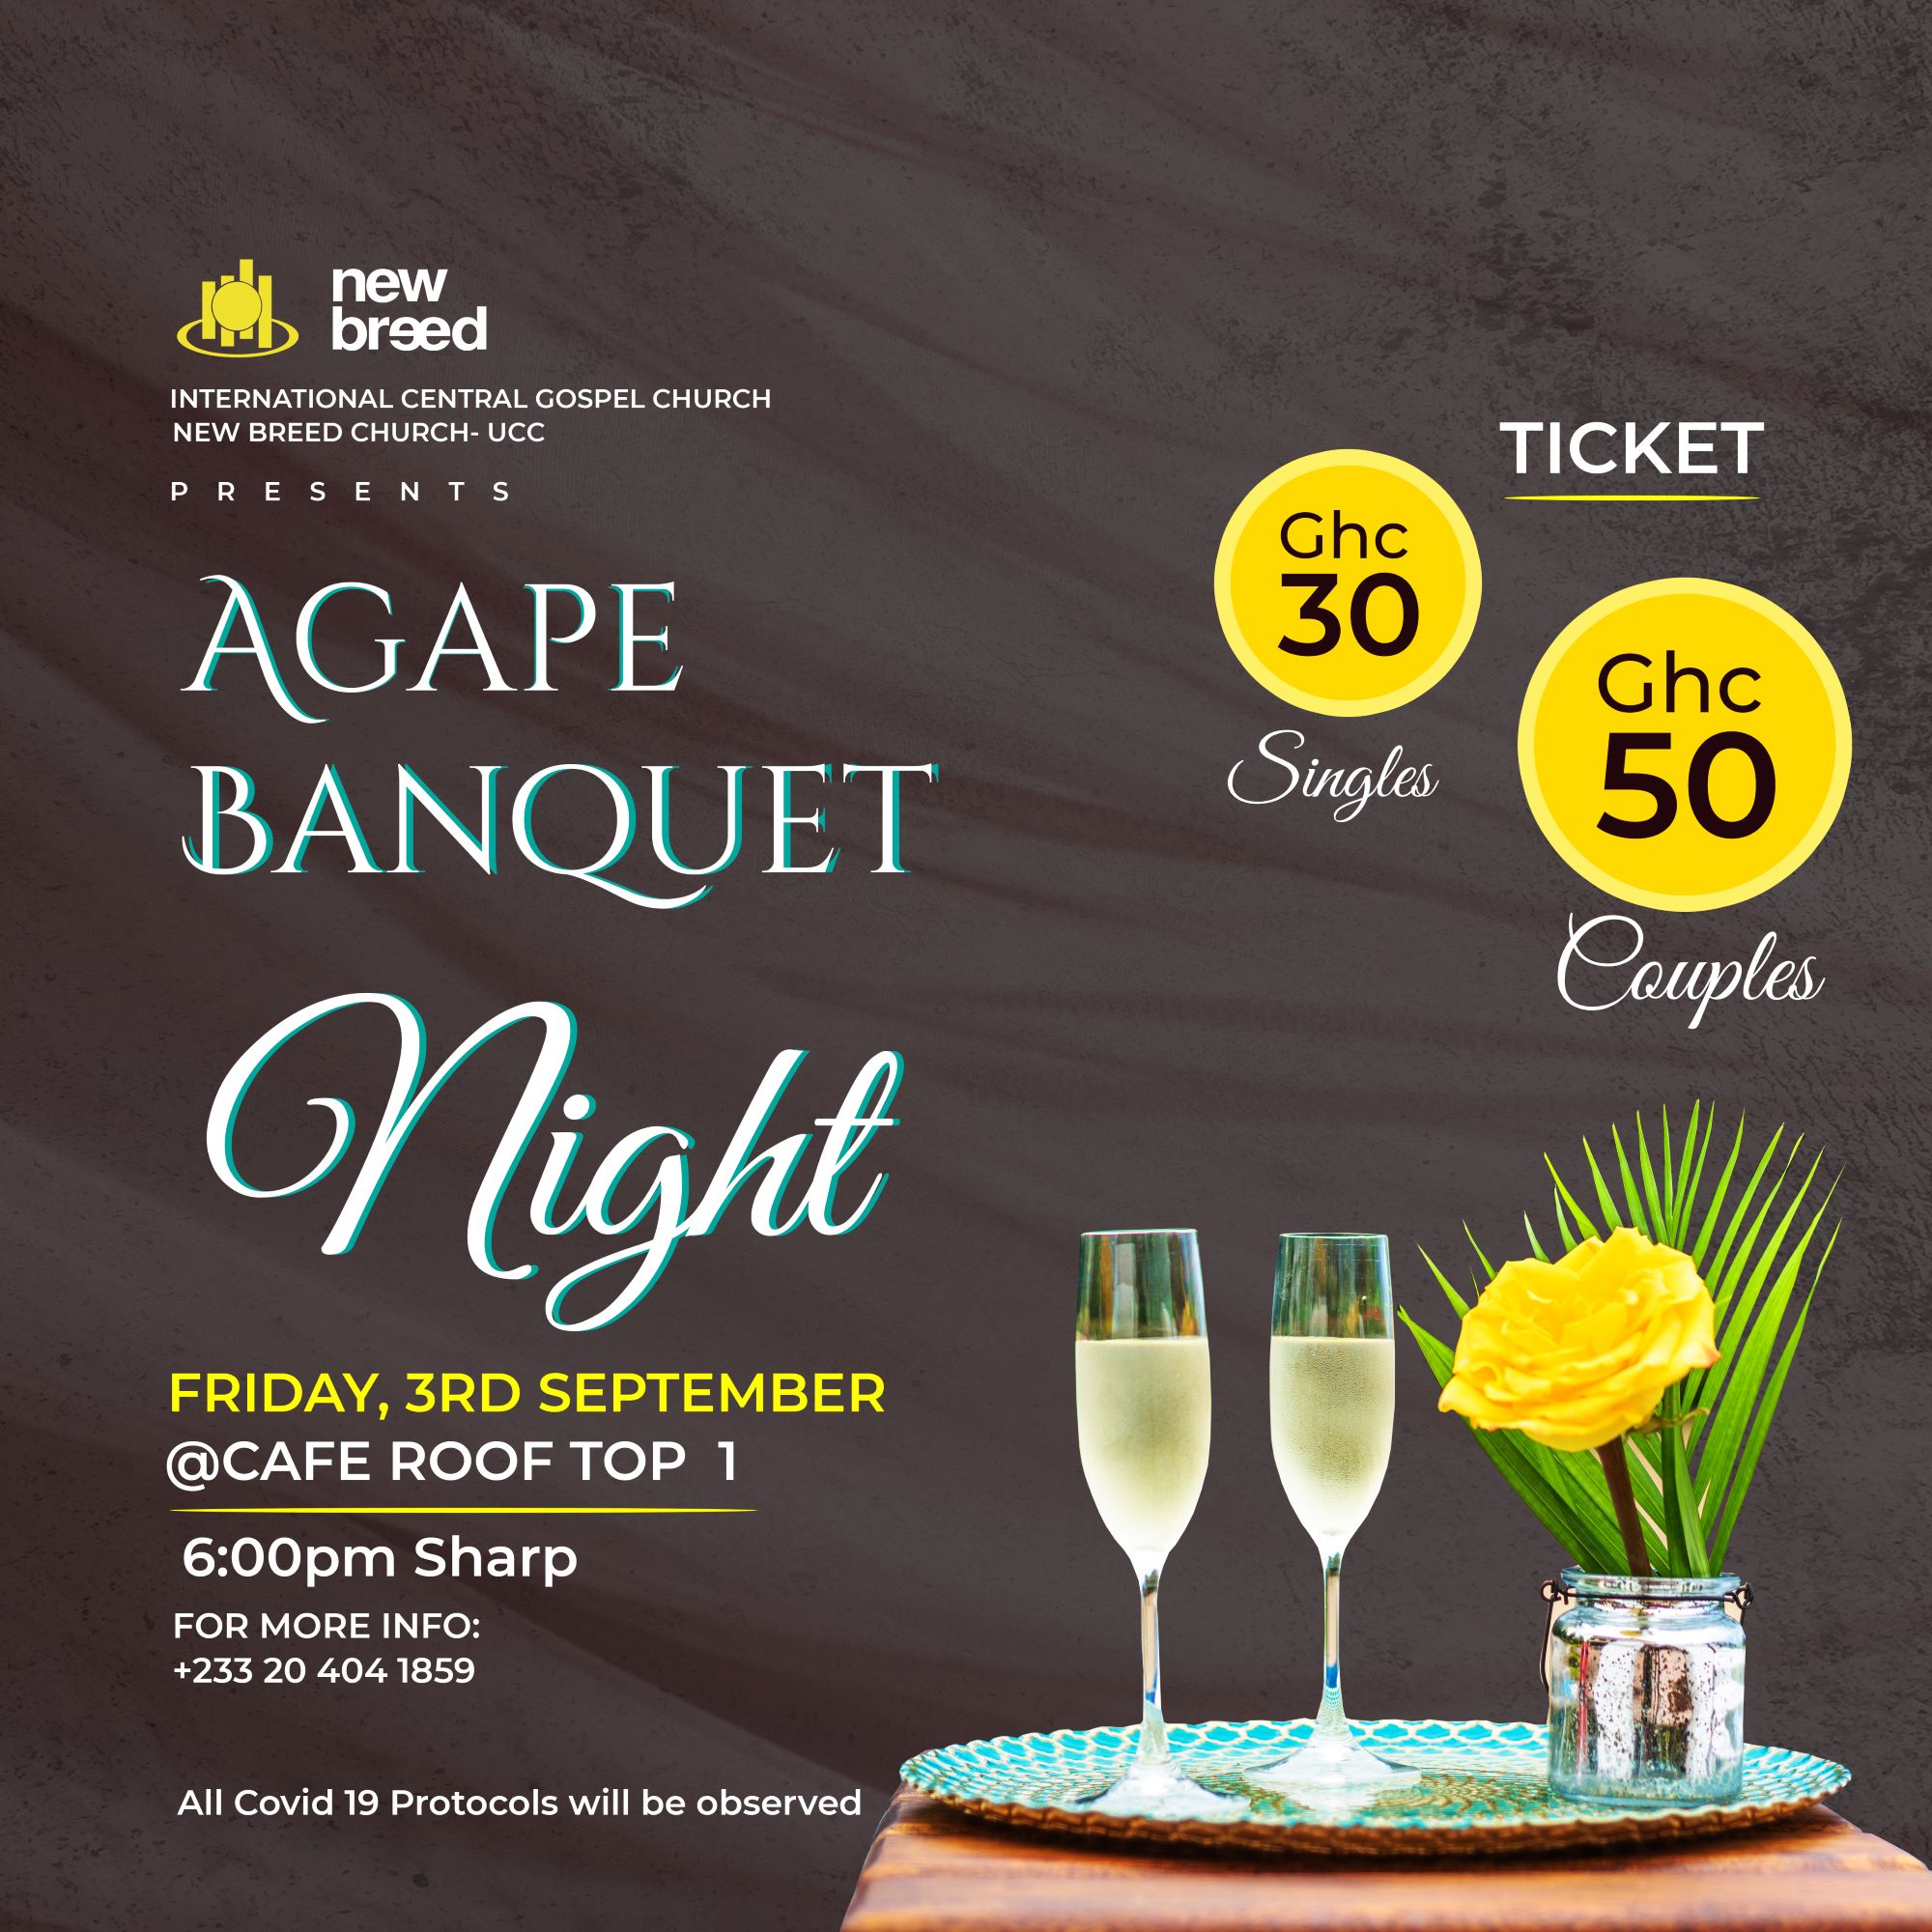 new
breed
INTERNATIONAL CENTRAL GOSPEL CHURCH
NEW BREED CHURCH- UCC
PRESENTS
AGAPE
BANQUET
Night
FRIDAY, 3RD SEPTEMBER
@CAFE ROOF TOP 1
6:00pm Sharp
FOR MORE INFO:
+233 20 404 1859
All Covid 19 Protocols will be observed
TICKET
Ghc
30
Singles
Ghc
50
Couples